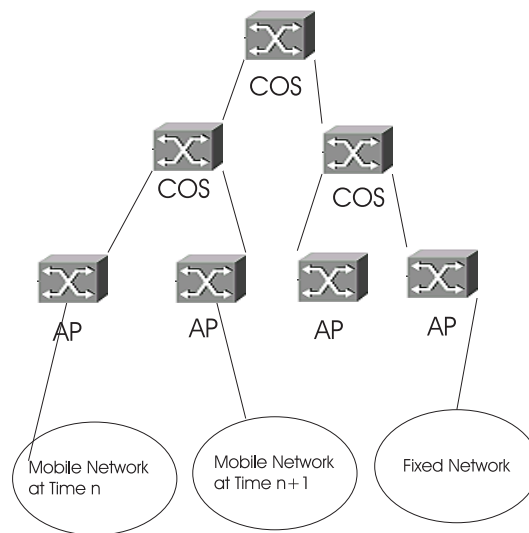 COS
COS
COS
AP
AP
AP
AP
Mobile Network
at Time n
Mobile Network
at Time n+1
Fixed Network